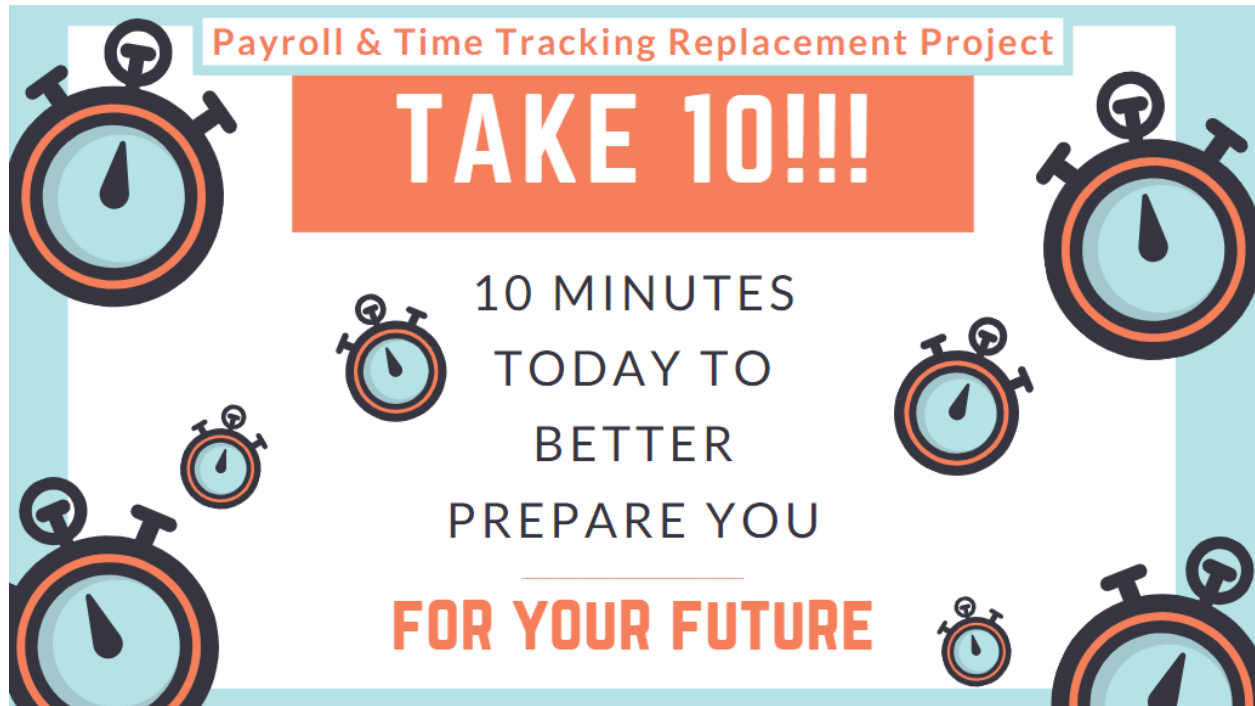 Payroll & Time Tracking Replacement Project
TAKE 10!!!
10 MINUTES
TODAY TO
BETTER
PREPARE YOU
FOR YOUR FUTURE